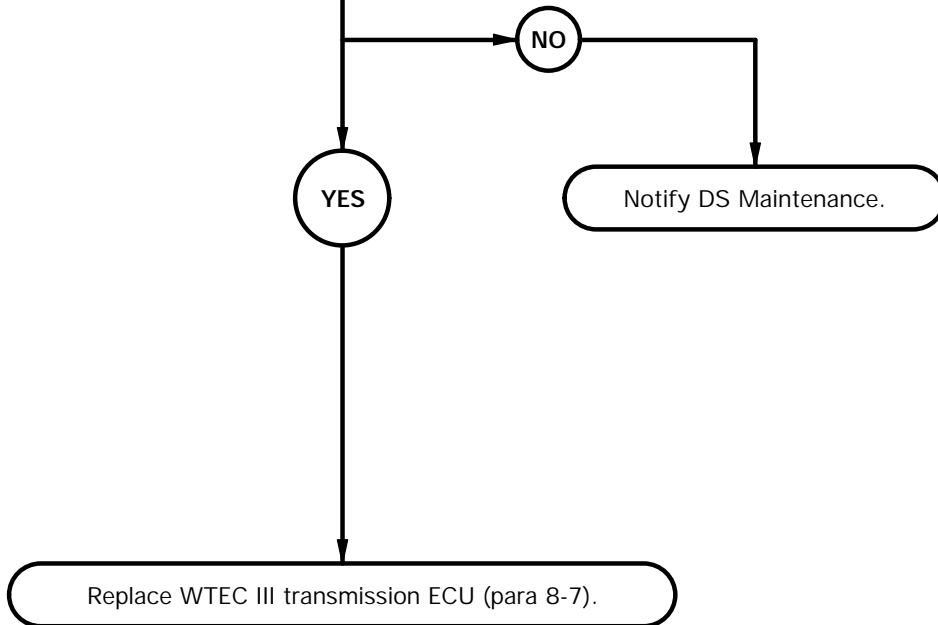 NO
YES
Notify DS Maintenance.
Replace WTEC III transmission ECU (para 8-7).